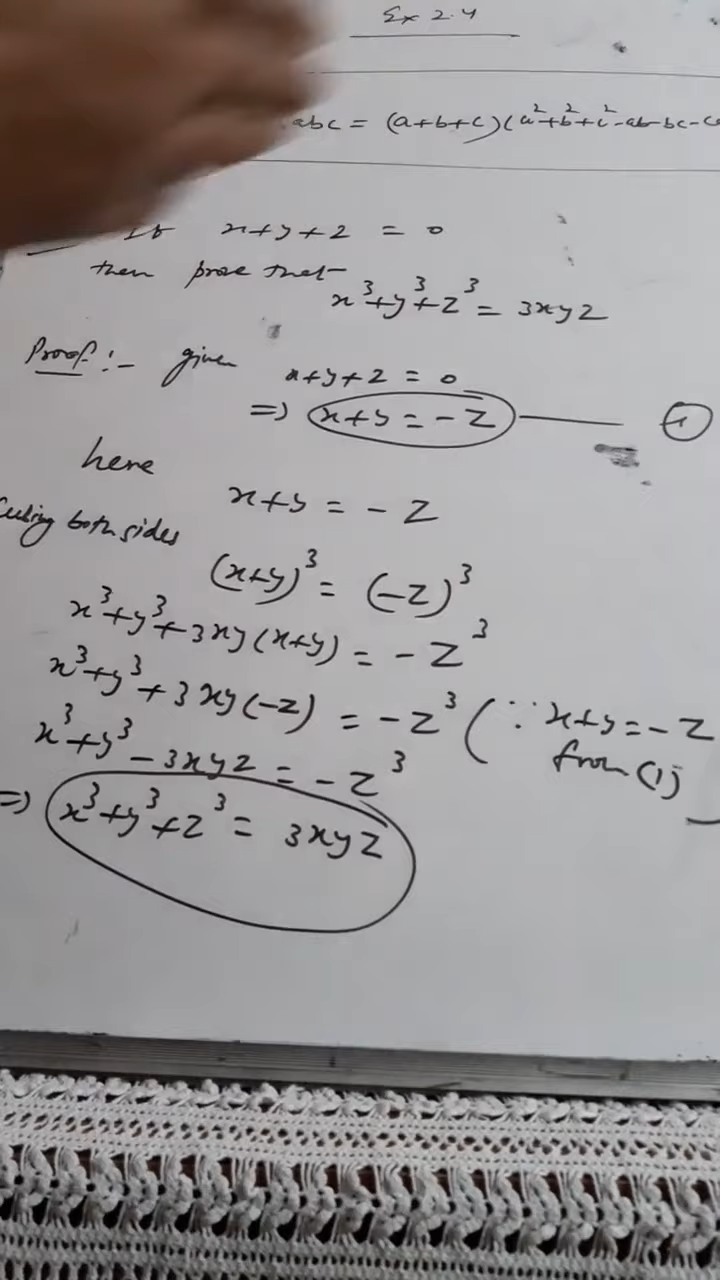 Ex 2.4
abc = (a+b+c)(a²+b²+c²-ab-bc-c
If x+y+z = 0
then prove that
x³+y³+z³ = 3xyz
Proof:- given x+y+z = 0
=) x+y = -z ——— 1
here
x+y = -z
Cubing both sides
(x+y)³ = (-z)³
x³+y³+3xy(x+y) = -z³
x³+y³+3xy(-z) = -z³ (∵ x+y=-z
from (1)
x³+y³-3xyz = -z³
=) x³+y³+z³ = 3xyz